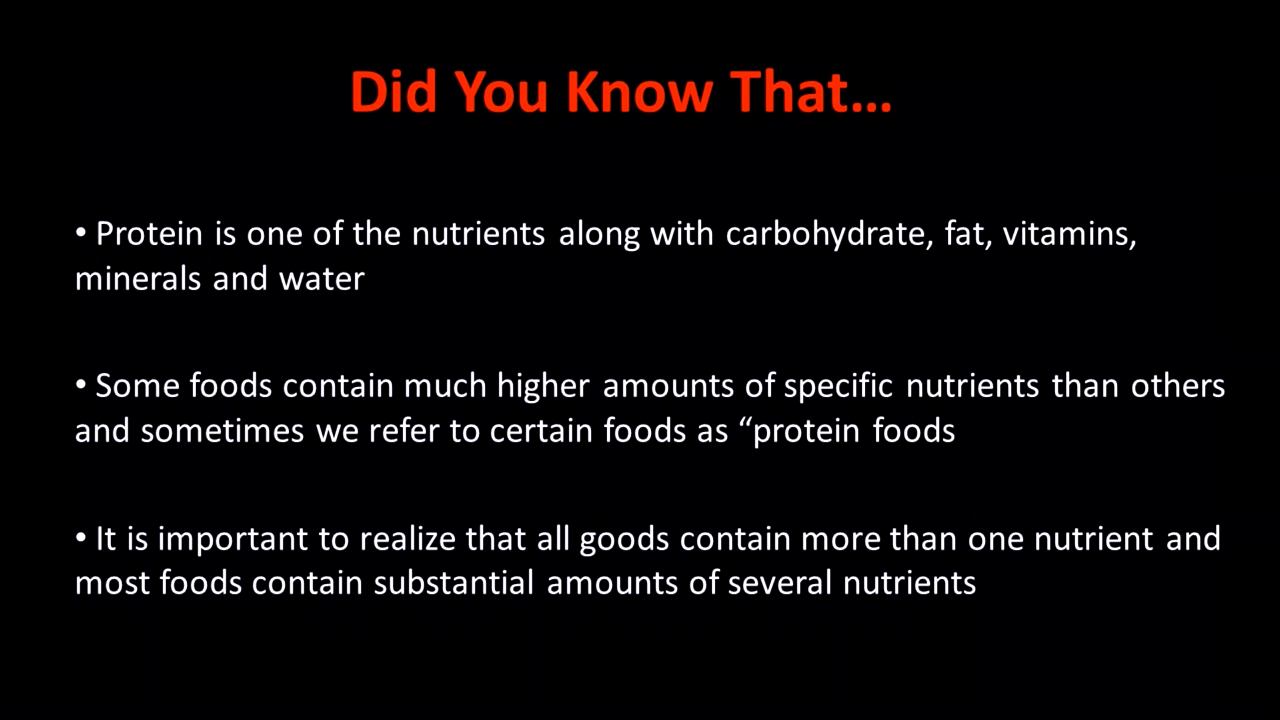 Did You Know That...
• Protein is one of the nutrients along with carbohydrate, fat, vitamins,
minerals and water
• Some foods contain much higher amounts of specific nutrients than others
and sometimes we refer to certain foods as “protein foods
• It is important to realize that all goods contain more than one nutrient and
most foods contain substantial amounts of several nutrients